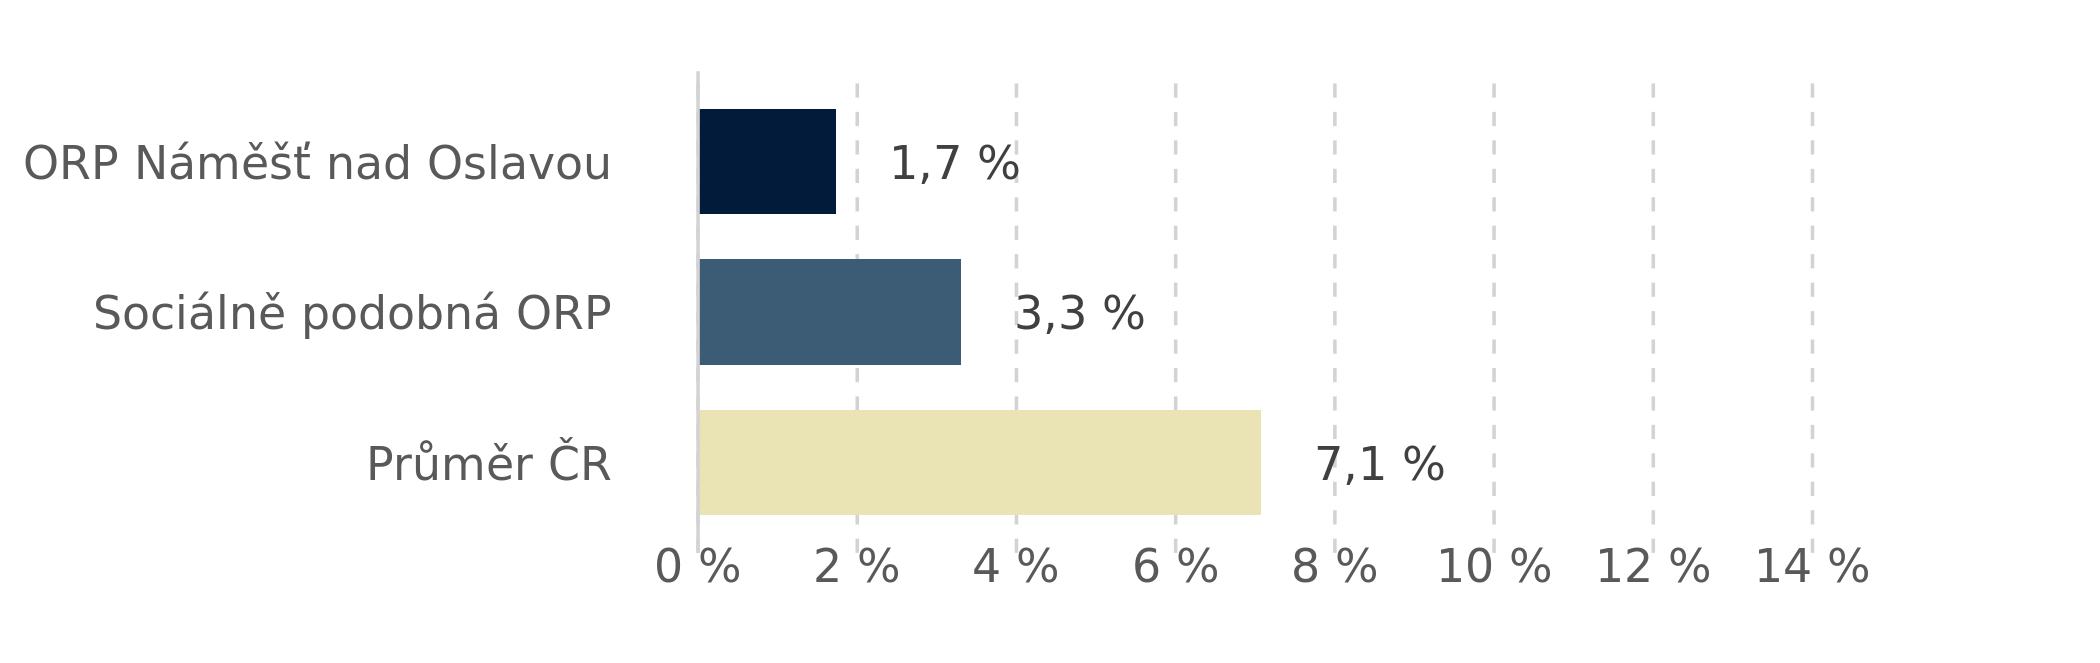 ORP Náměšť nad Oslavou 1,7 %
Sociálně podobná ORP 3,3 %
Průměr ČR 7,1 %
0 % 2 % 4 % 6 % 8 % 10 % 12 % 14 %